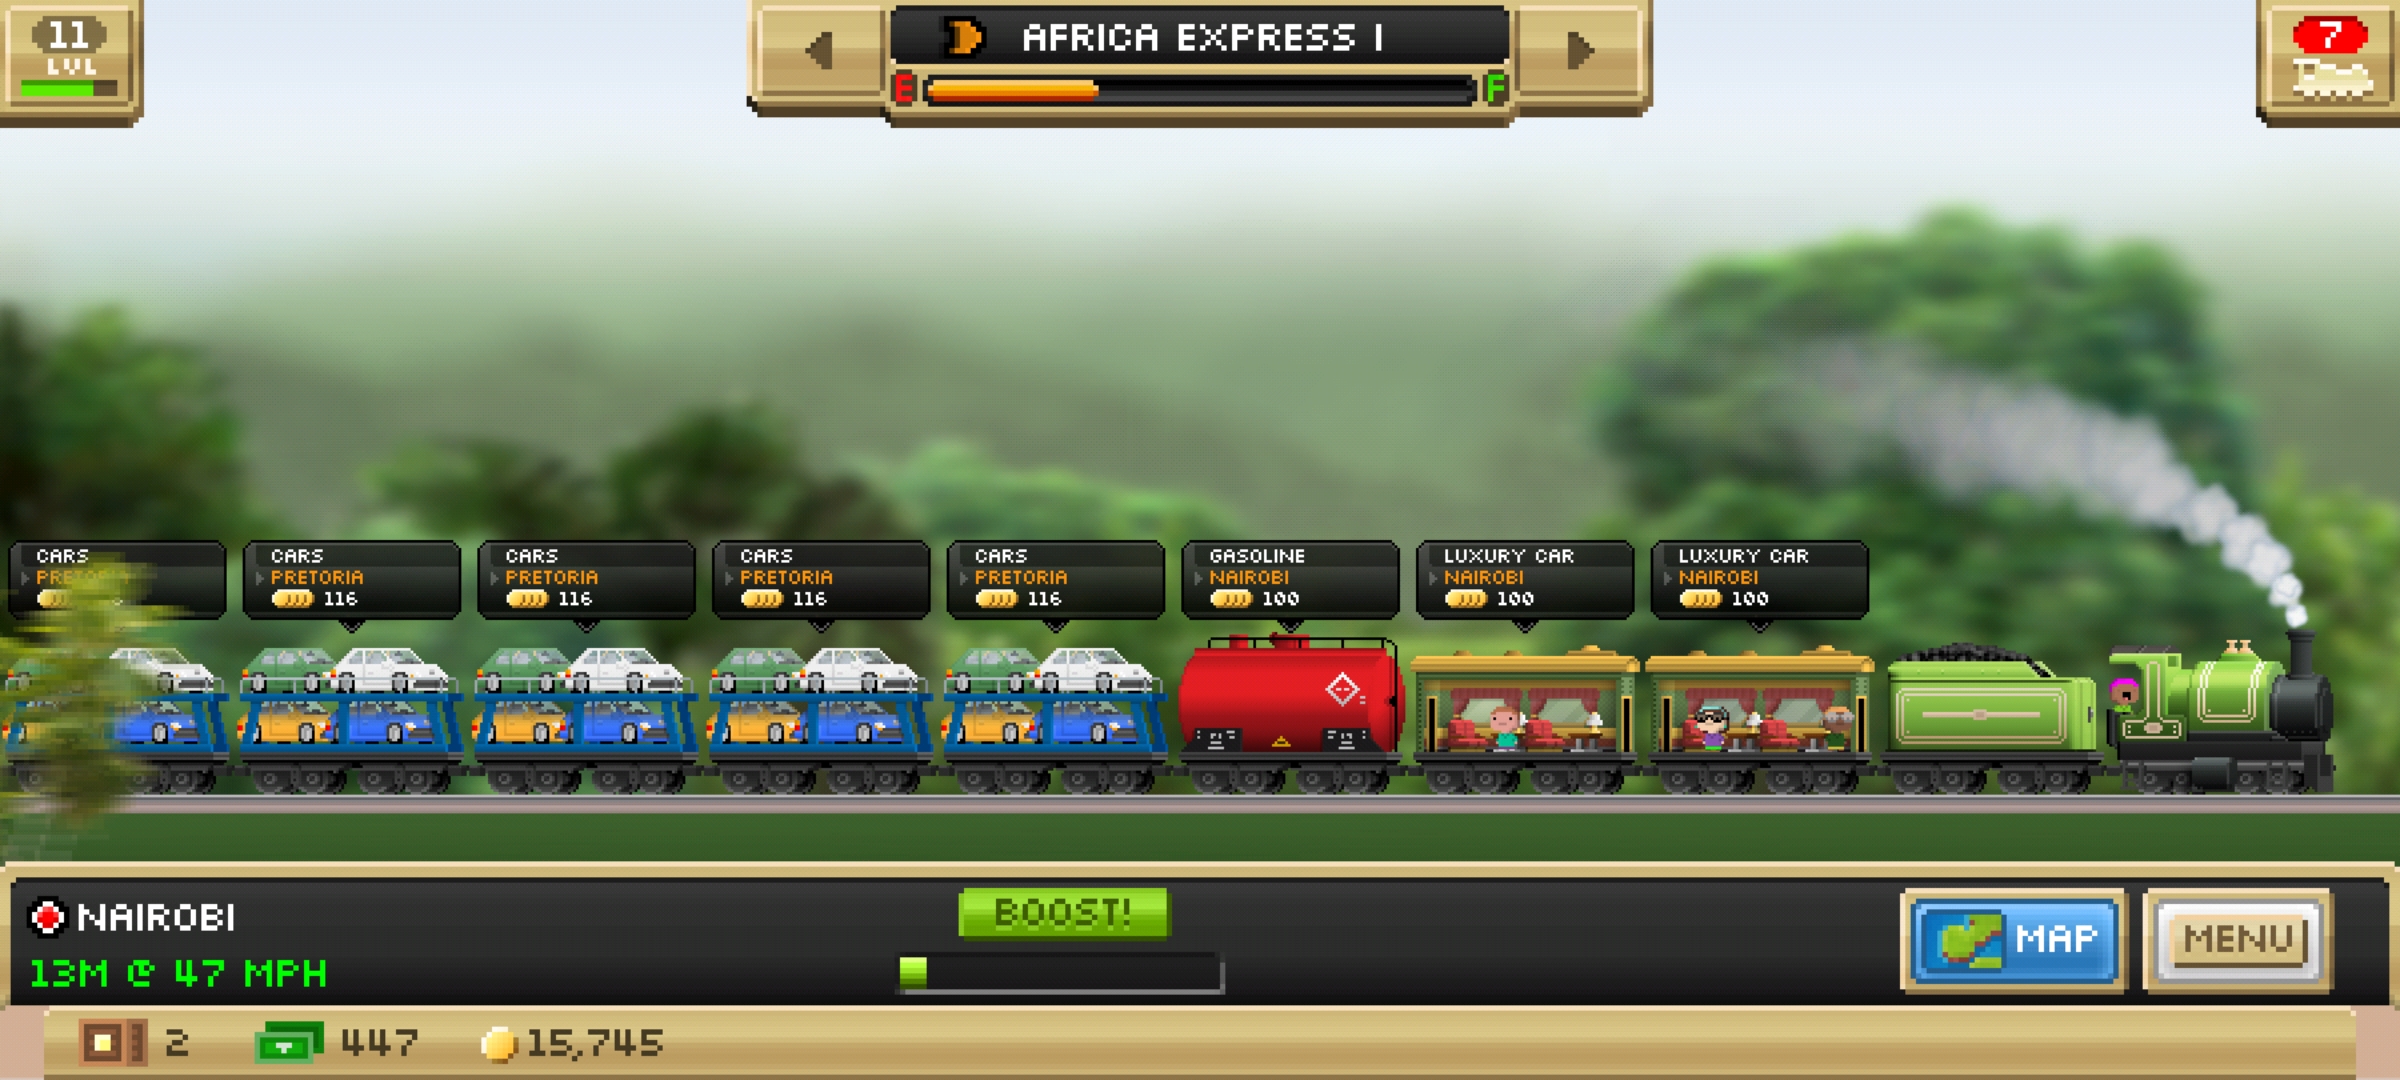 11
LVL
AFRICA EXPRESS I
E
F
7
CARS
CARS
PRETORIA
116
CARS
PRETORIA
116
CARS
PRETORIA
116
CARS
PRETORIA
116
GASOLINE
NAIROBI
100
LUXURY CAR
NAIROBI
100
LUXURY CAR
NAIROBI
100
NAIROBI
13M @ 47 MPH
BOOST!
MAP
MENU
2
447
15,745